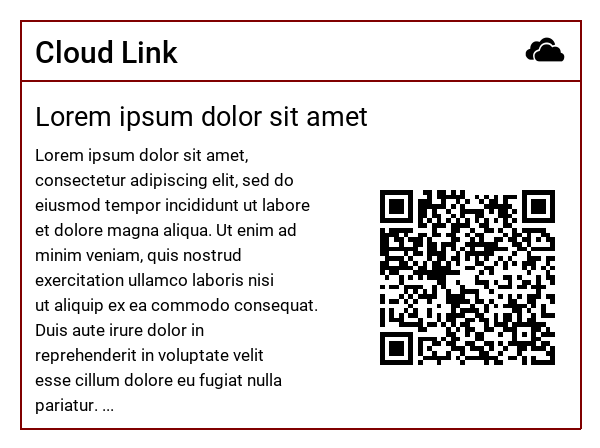 Cloud Link
Lorem ipsum dolor sit amet
Lorem ipsum dolor sit amet,
consectetur adipiscing elit, sed do
eiusmod tempor incididunt ut labore
et dolore magna aliqua. Ut enim ad
minim veniam, quis nostrud
exercitation ullamco laboris nisi
ut aliquip ex ea commodo consequat.
Duis aute irure dolor in
reprehenderit in voluptate velit
esse cillum dolore eu fugiat nulla
pariatur. ...